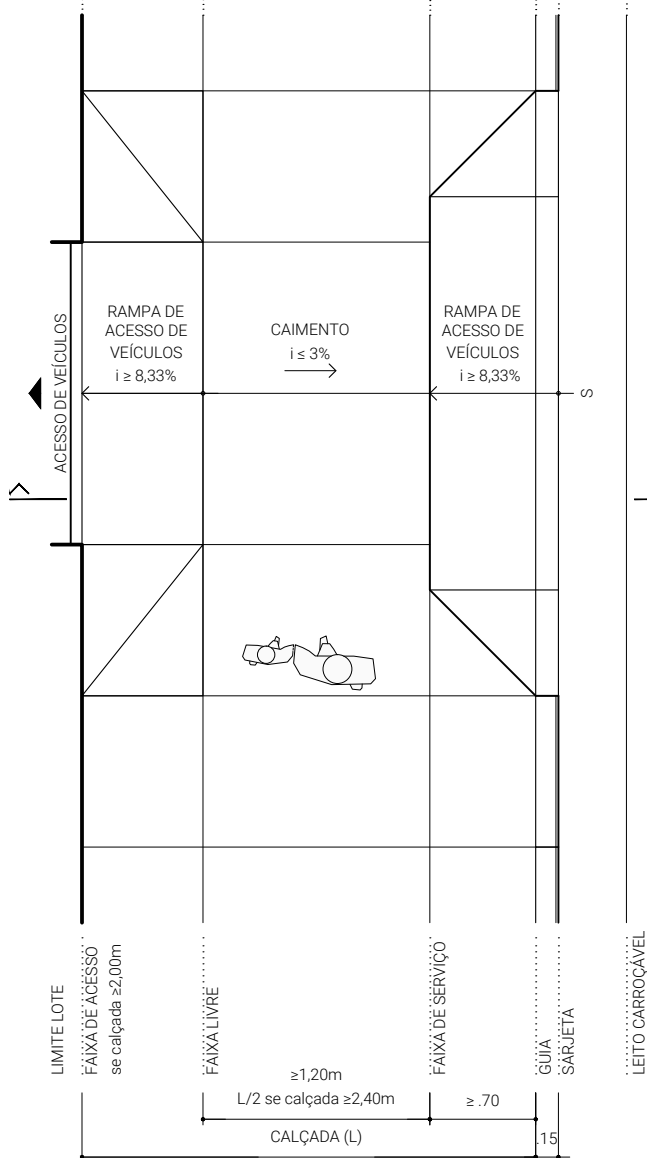 ACESSO DE VEÍCULOS
RAMPA DE
ACESSO DE
VEÍCULOS
i ≥ 8,33%
CAIMENTO
i ≤ 3%
RAMPA DE
ACESSO DE
VEÍCULOS
i ≥ 8,33%
S
LIMITE LOTE
FAIXA DE ACESSO
se calçada ≥2,00m
FAIXA LIVRE
FAIXA DE SERVIÇO
GUIA
SARJETA
LEITO CARROÇÁVEL
≥1,20m
L/2 se calçada ≥2,40m
≥ .70
CALÇADA (L)
.15